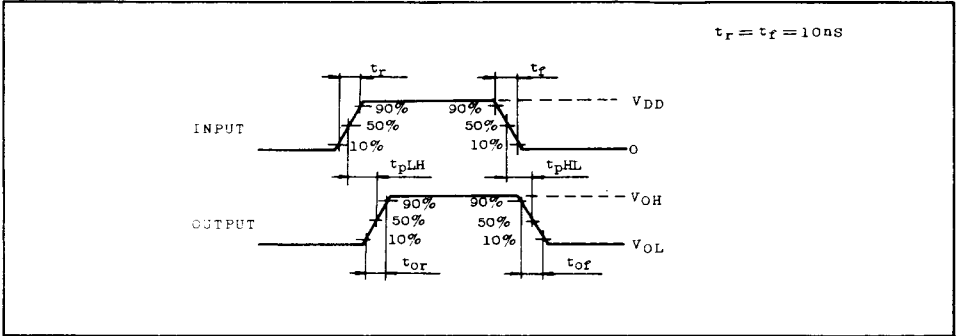 tr = tf = 10nS
tr tf
90% 90% VDD
INPUT 50% 50%
10% 10% 0
tpLH tpHL
90% 90% VOH
OUTPUT 50% 50%
10% 10% VOL
tor tof